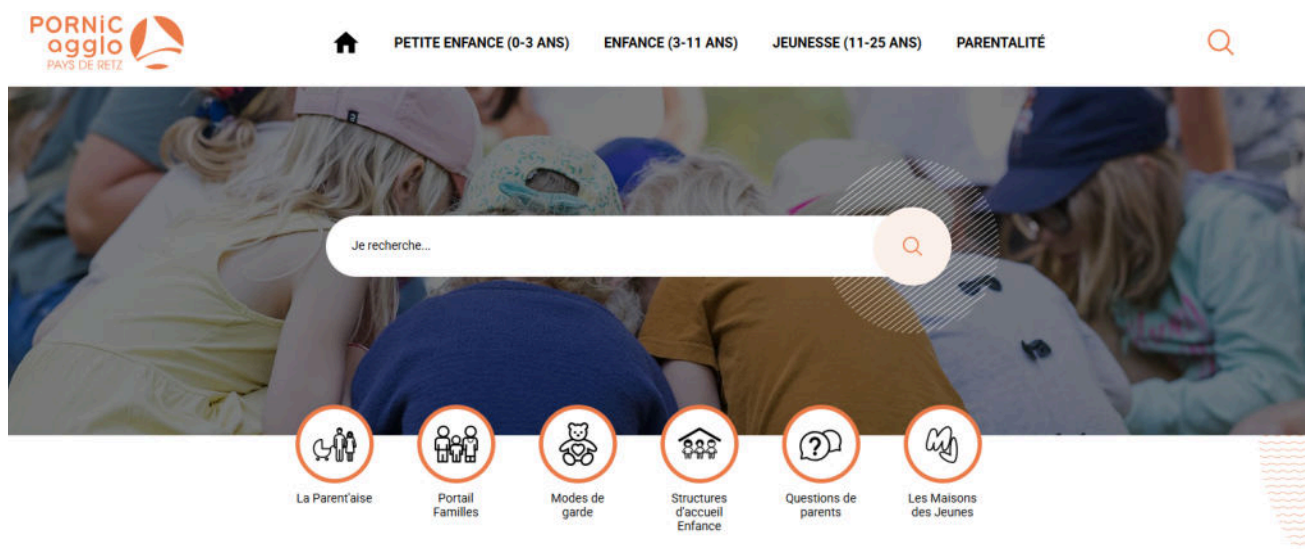 PORNiC
agglo
PAYS DE RETZ
PETITE ENFANCE (0-3 ANS) ENFANCE (3-11 ANS) JEUNESSE (11-25 ANS) PARENTALITÉ
Je recherche...
La Parent'aise
Portail
Familles
Modes de
garde
Structures
d'accueil
Enfance
Questions de
parents
Les Maisons
des Jeunes